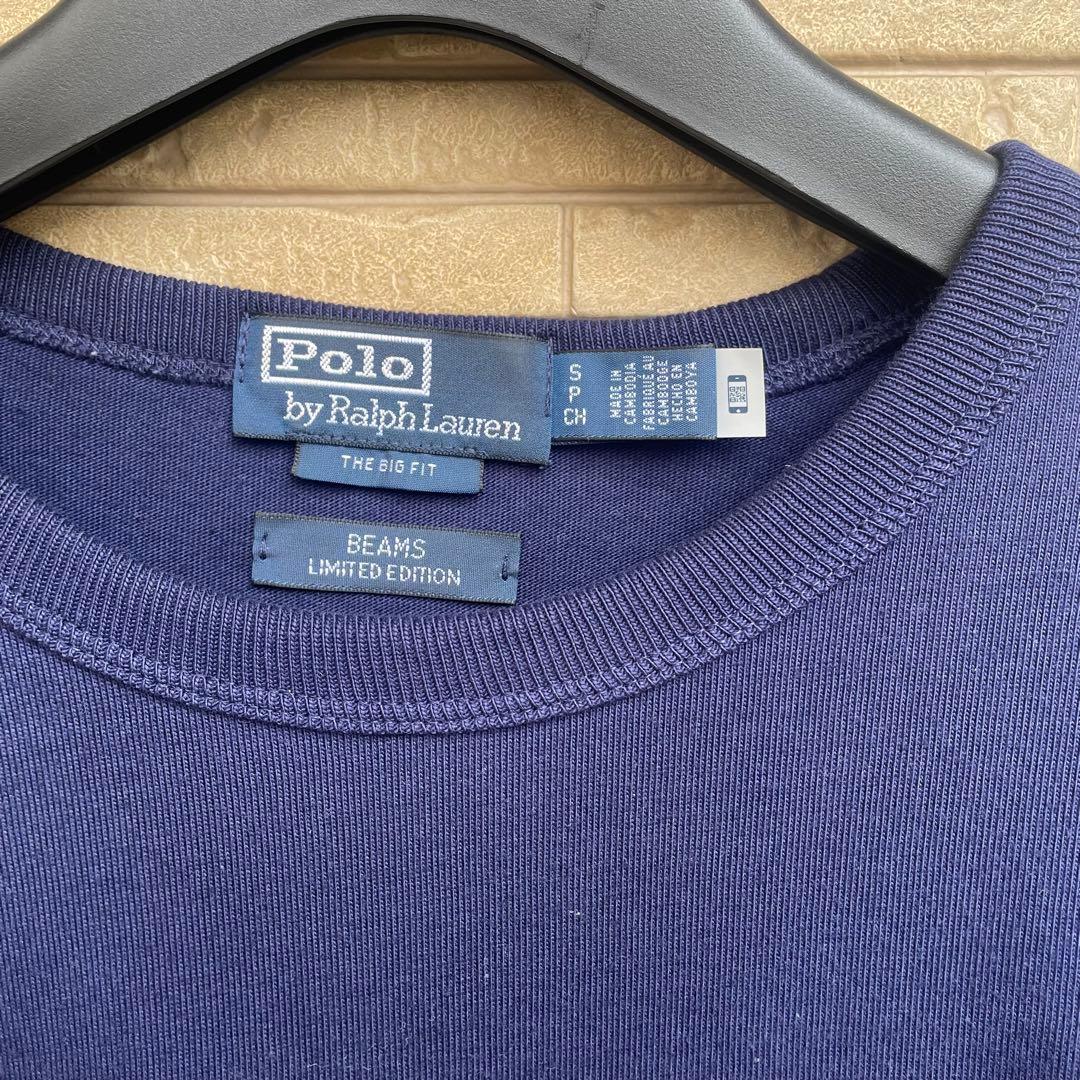 Polo
by Ralph Lauren
THE BIG FIT
BEAMS
LIMITED EDITION
S
P
CH
MADE IN
CAMBODIA
FABRIQUÉ AU
CAMBODGE
HECHO EN
CAMBOYA